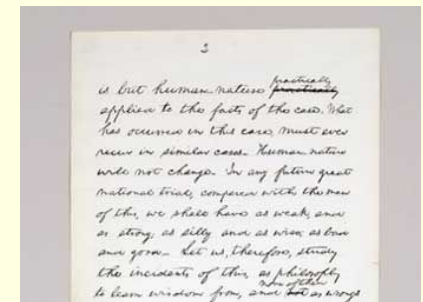 3
is but human nature practically practically
applied to the facts of the case. What
has occurred in this case, must ever
recur in similar cases. Human nature
will not change. In any future great
national trial, compared with the men
of this, we shall have as weak, and
as strong; as silly and as wise; as bad
and good. Let us, therefore, study
the incidents of this, as philosophy
to learn wisdom from, and not none of them as wrongs